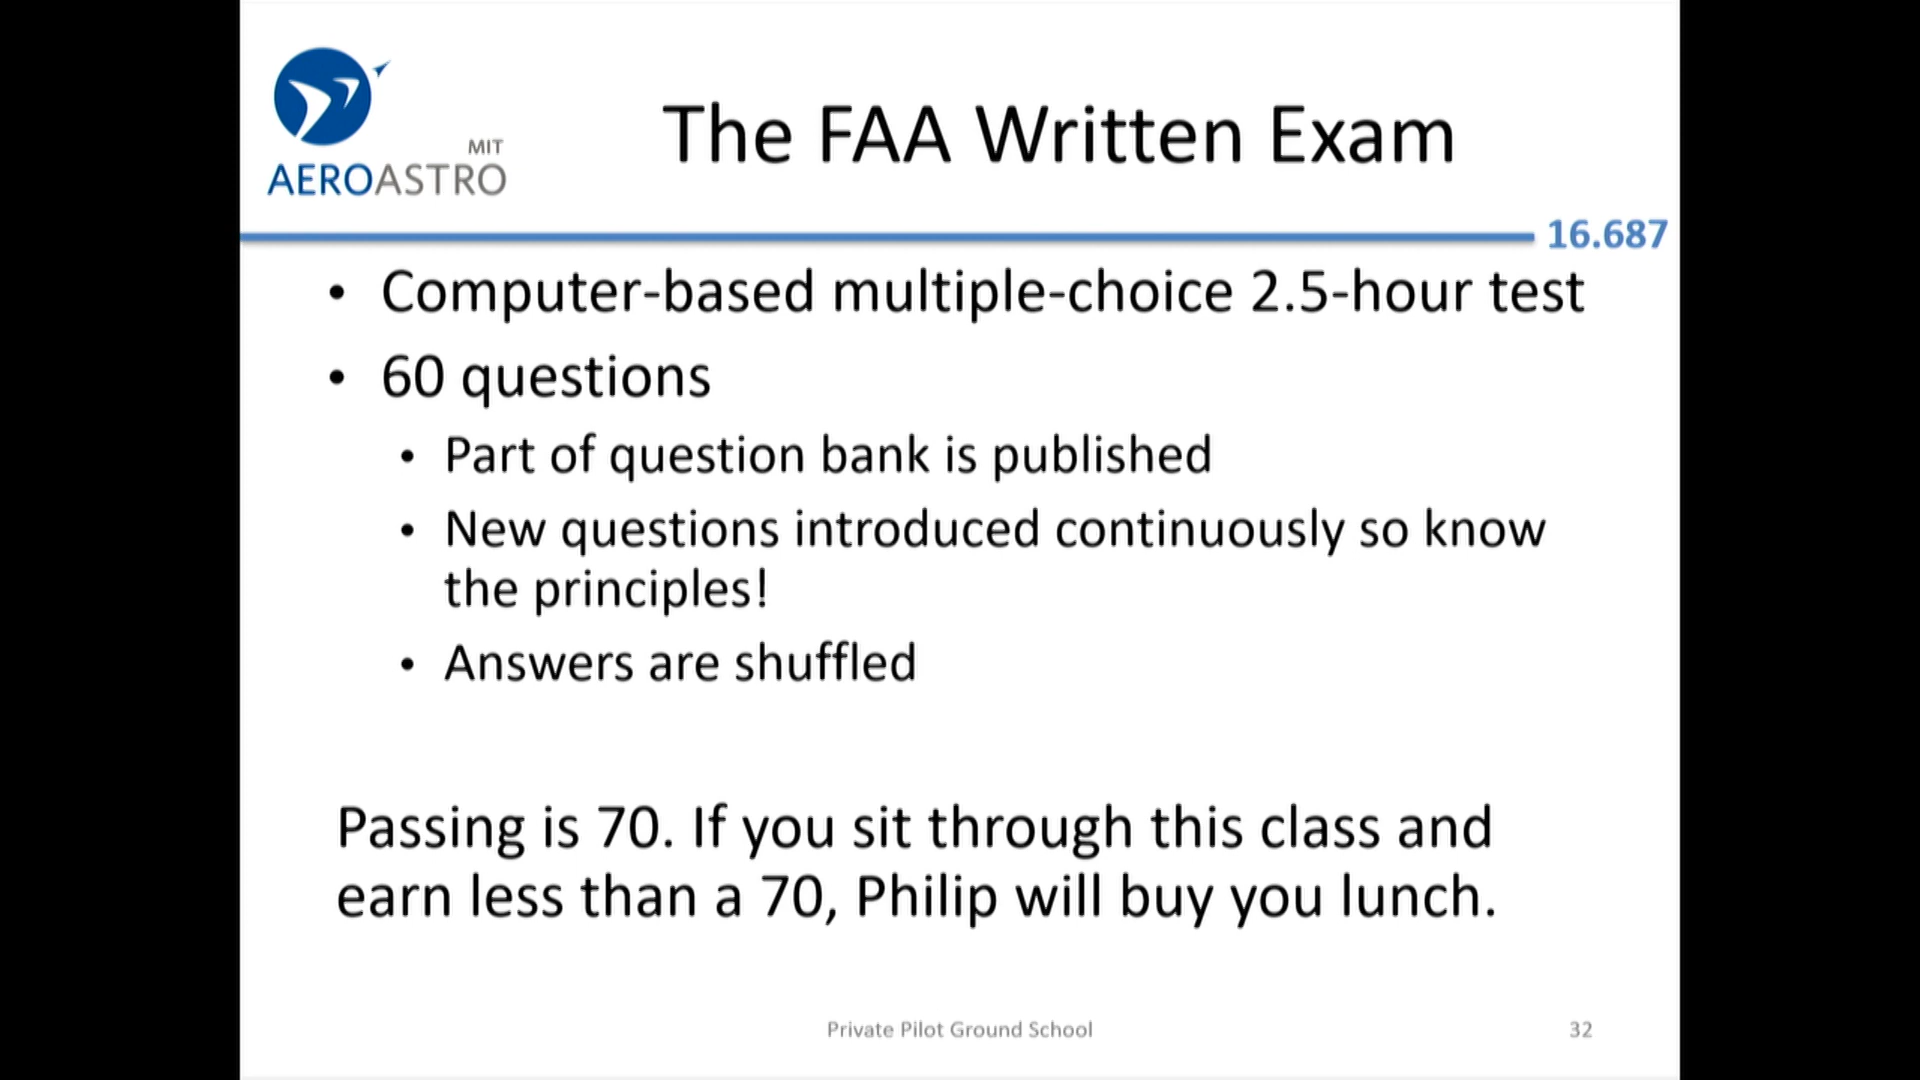 MIT
AEROASTRO
The FAA Written Exam
16.687
• Computer-based multiple-choice 2.5-hour test
• 60 questions
• Part of question bank is published
• New questions introduced continuously so know
the principles!
• Answers are shuffled
Passing is 70. If you sit through this class and
earn less than a 70, Philip will buy you lunch.
Private Pilot Ground School
32